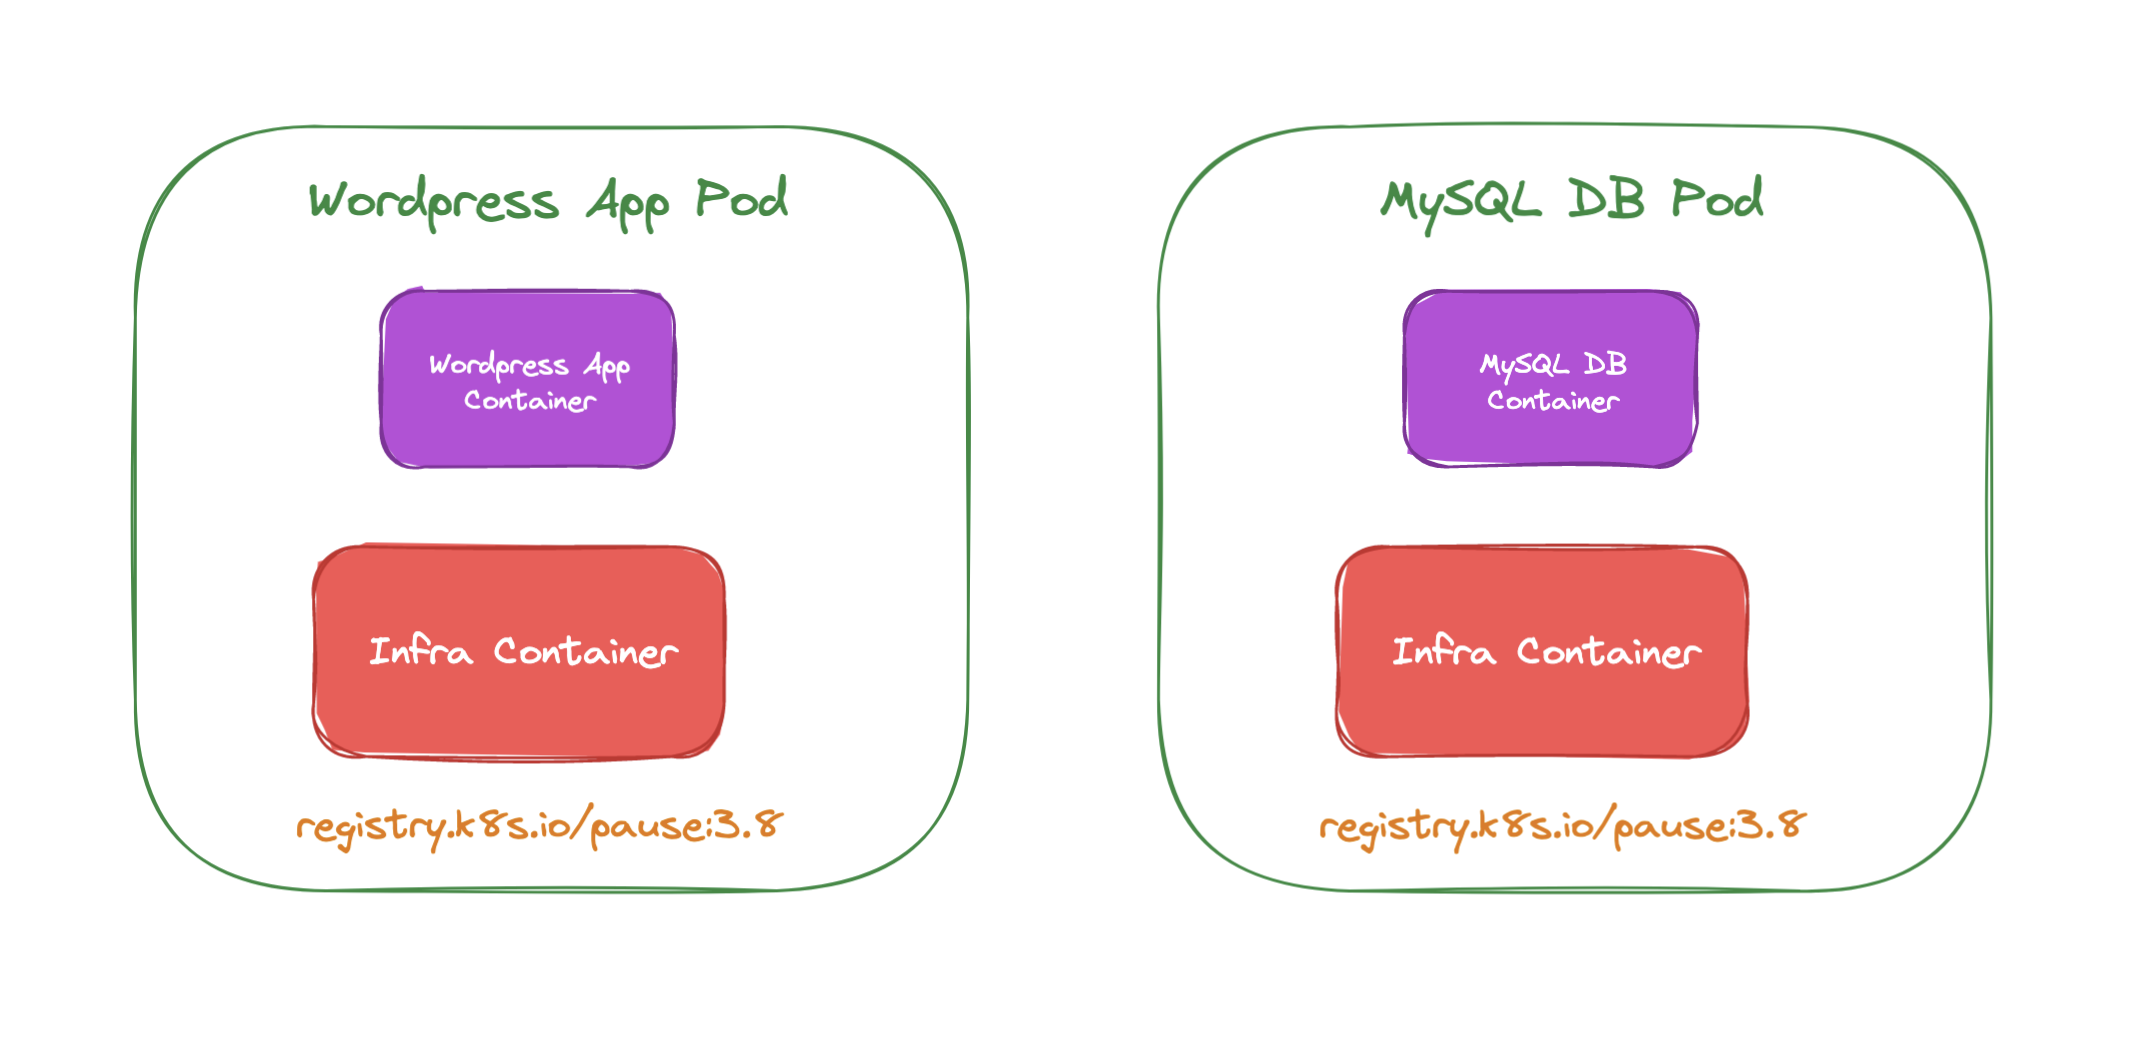 Wordpress App Pod
Wordpress App
Container
Infra Container
registry.k8s.io/pause:3.8
MySQL DB Pod
MySQL DB
Container
Infra Container
registry.k8s.io/pause:3.8